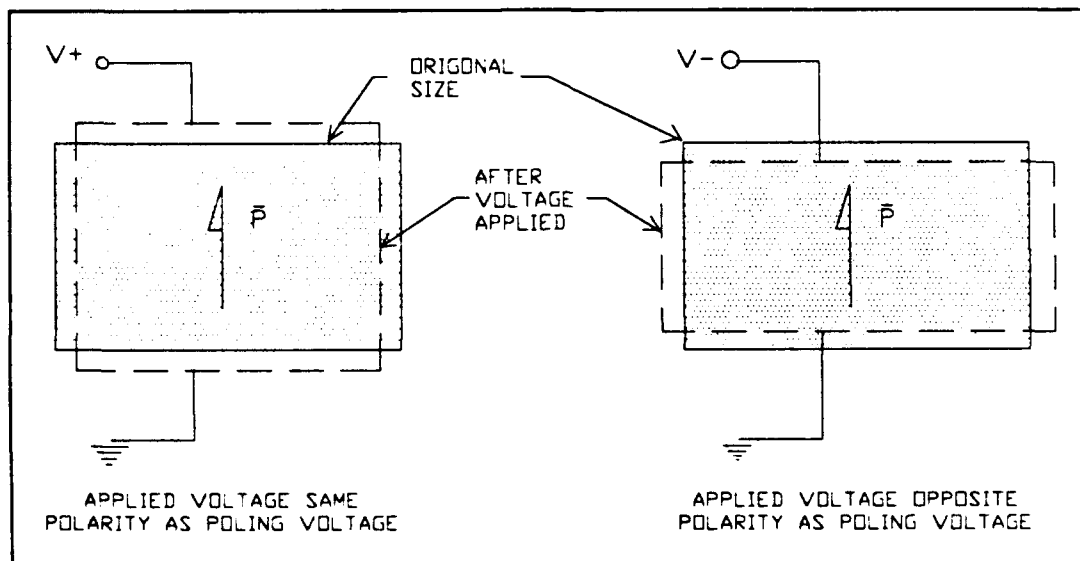 V+
ORIGONAL
SIZE
V-
P̄
AFTER
VOLTAGE
APPLIED
P̄
APPLIED VOLTAGE SAME
POLARITY AS POLING VOLTAGE
APPLIED VOLTAGE OPPOSITE
POLARITY AS POLING VOLTAGE